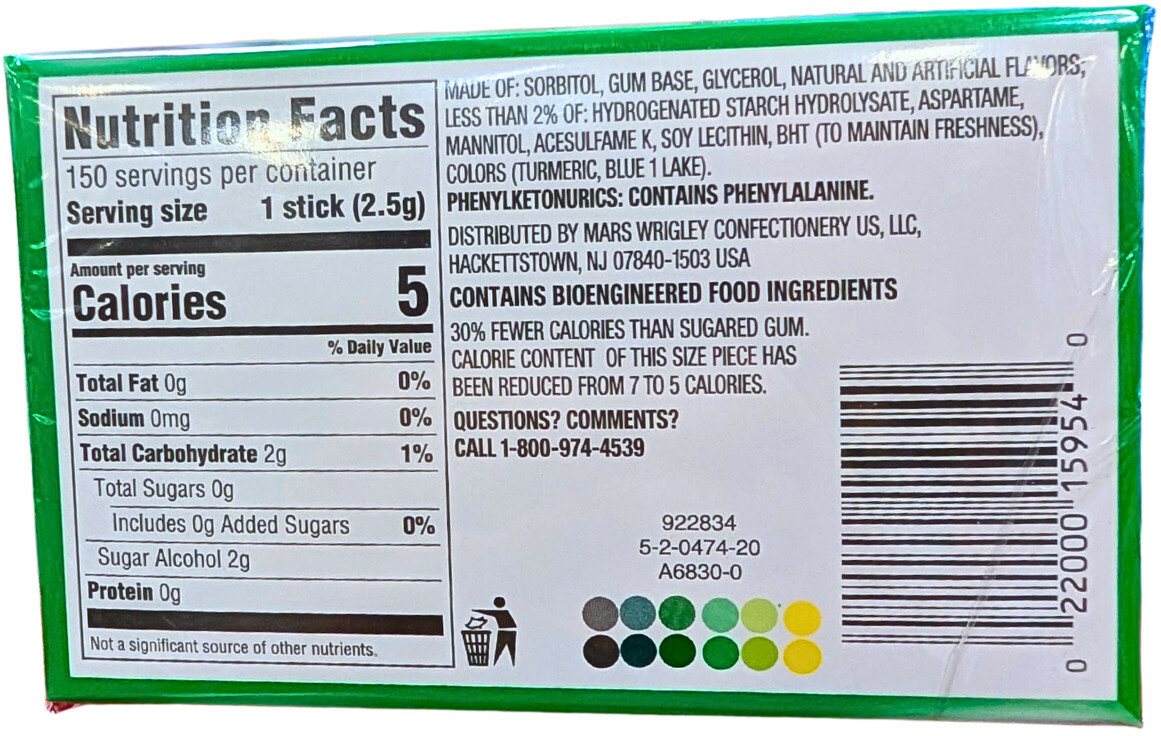 Nutrition Facts
150 servings per container
Serving size 1 stick (2.5g)
Amount per serving
Calories 5
% Daily Value
Total Fat 0g 0%
Sodium 0mg 0%
Total Carbohydrate 2g 1%
Total Sugars 0g
Includes 0g Added Sugars 0%
Sugar Alcohol 2g
Protein 0g
Not a significant source of other nutrients.
MADE OF: SORBITOL, GUM BASE, GLYCEROL, NATURAL AND ARTIFICIAL FLAVORS;
LESS THAN 2% OF: HYDROGENATED STARCH HYDROLYSATE, ASPARTAME,
MANNITOL, ACESULFAME K, SOY LECITHIN, BHT (TO MAINTAIN FRESHNESS),
COLORS (TURMERIC, BLUE 1 LAKE).
PHENYLKETONURICS: CONTAINS PHENYLALANINE.
DISTRIBUTED BY MARS WRIGLEY CONFECTIONERY US, LLC,
HACKETTSTOWN, NJ 07840-1503 USA
CONTAINS BIOENGINEERED FOOD INGREDIENTS
30% FEWER CALORIES THAN SUGARED GUM.
CALORIE CONTENT OF THIS SIZE PIECE HAS
BEEN REDUCED FROM 7 TO 5 CALORIES.
QUESTIONS? COMMENTS?
CALL 1-800-974-4539
922834
5-2-0474-20
A6830-0
0 22000 15954 0